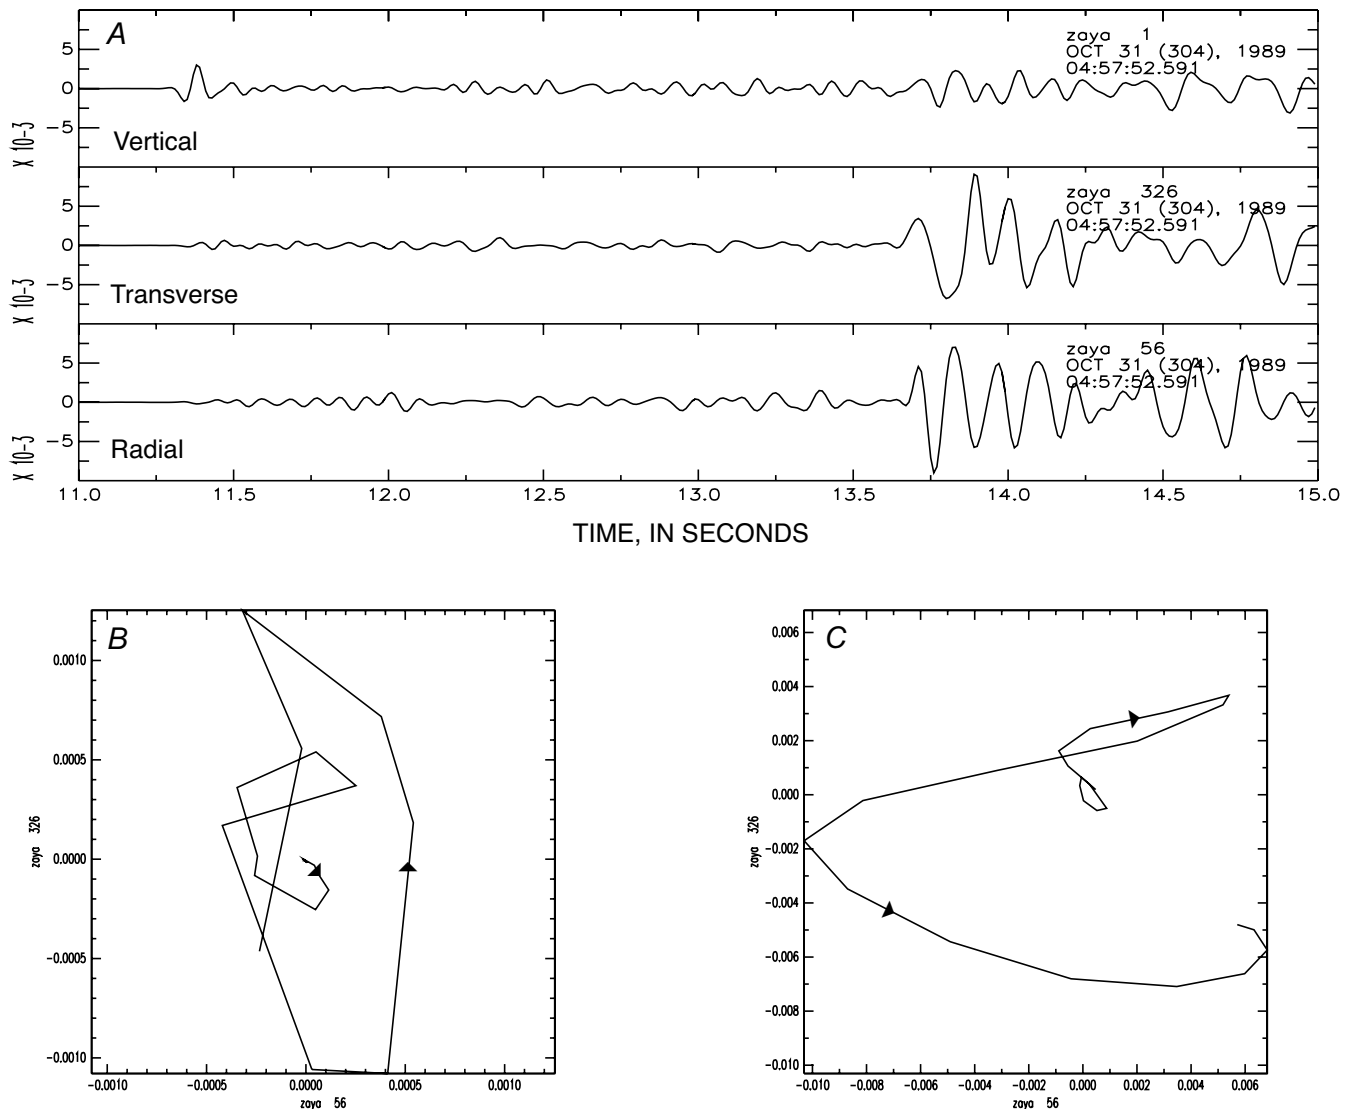 A
zaya 1
OCT 31 (304), 1989
04:57:52.591
5
0
−5
X 10-3
Vertical
zaya 326
OCT 31 (304), 1989
04:57:52.591
5
0
−5
X 10-3
Transverse
zaya 56
OCT 31 (304), 1989
04:57:52.591
5
0
−5
X 10-3
Radial
11.0 11.5 12.0 12.5 13.0 13.5 14.0 14.5 15.0
TIME, IN SECONDS
B
0.0010
0.0005
0.0000
−0.0005
−0.0010
zaya 326
−0.0010 −0.0005 0.0000 0.0005 0.0010
zaya 56
C
0.006
0.004
0.002
0.000
−0.002
−0.004
−0.006
−0.008
−0.010
zaya 326
−0.010 −0.008 −0.006 −0.004 −0.002 0.000 0.002 0.004 0.006
zaya 56